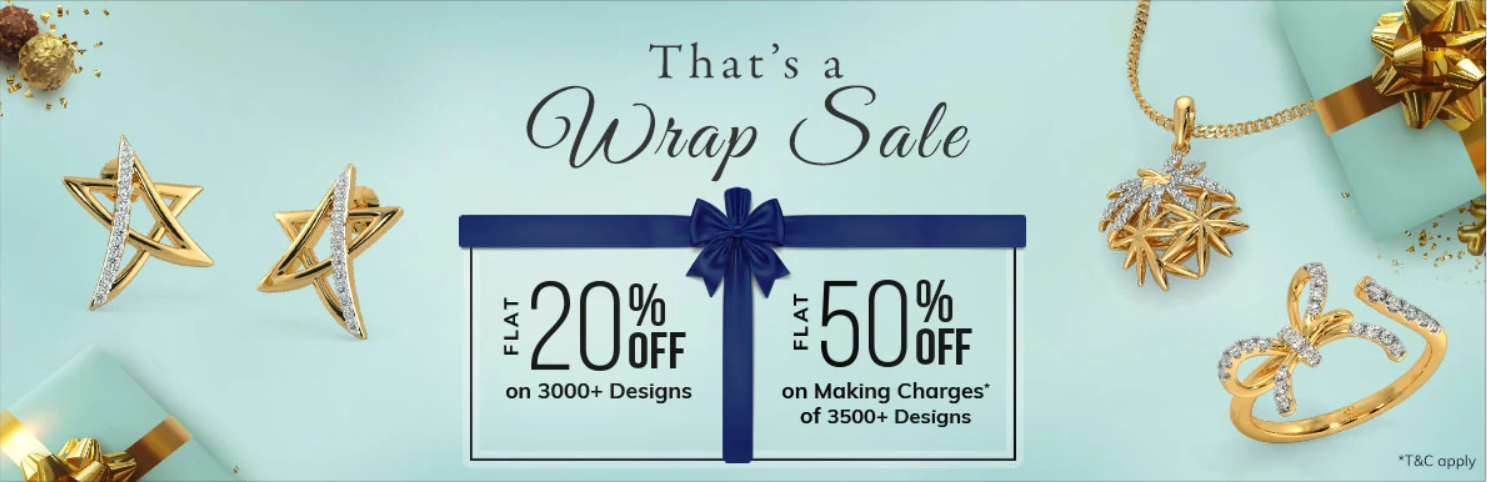 That's a
Wrap Sale
FLAT 20% OFF
on 3000+ Designs
FLAT 50% OFF
on Making Charges*
of 3500+ Designs
*T&C apply